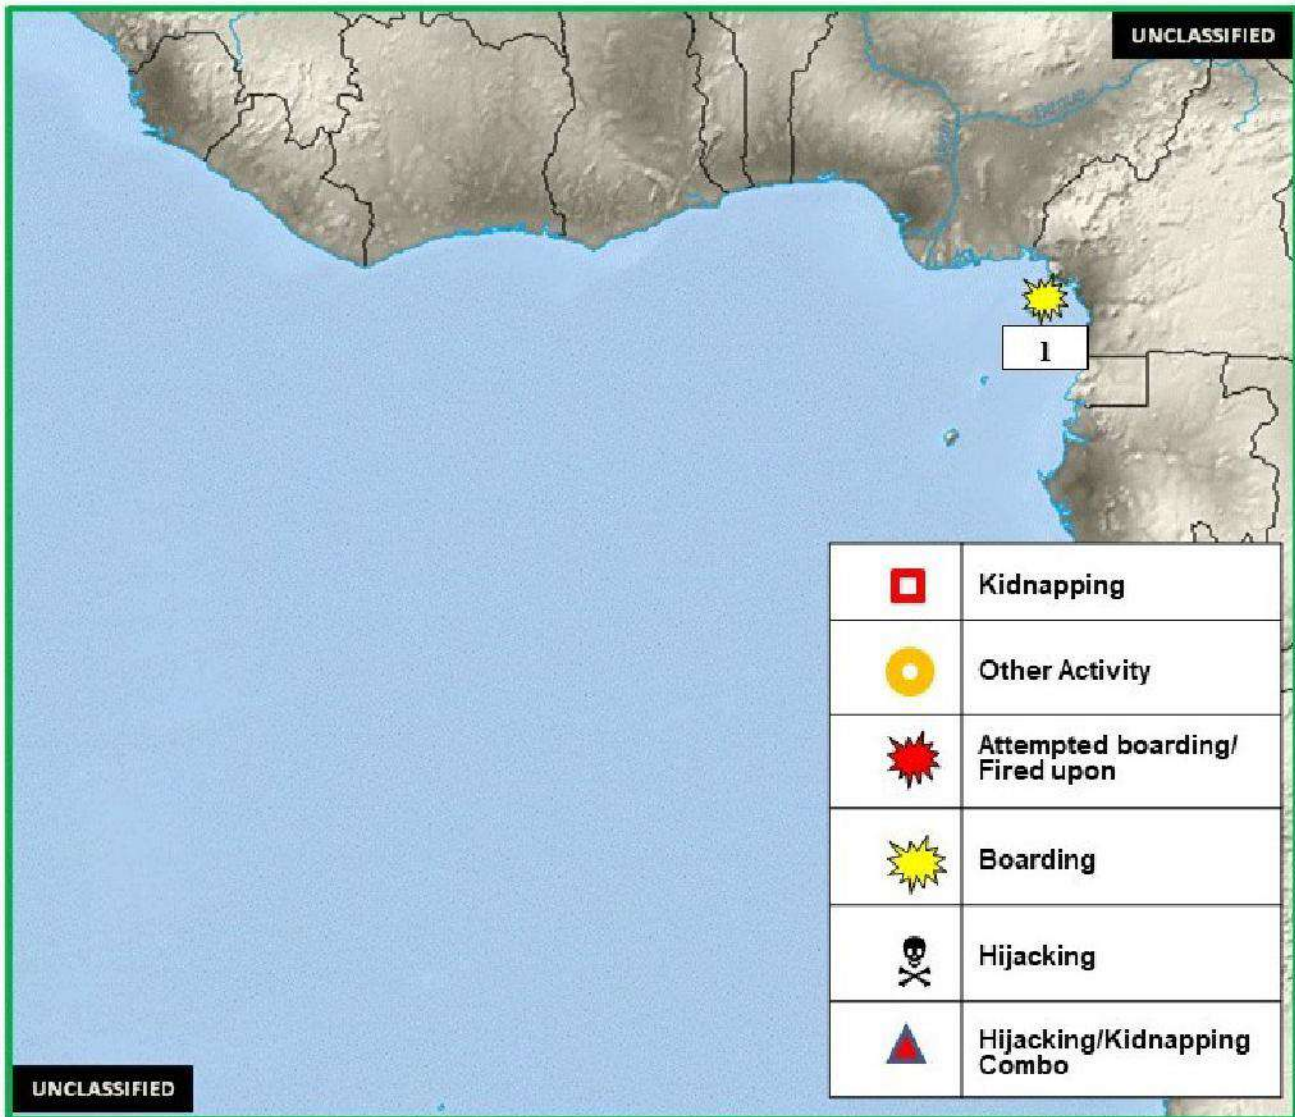 UNCLASSIFIED
1
Kidnapping
Other Activity
Attempted boarding/
Fired upon
Boarding
Hijacking
Hijacking/Kidnapping
Combo
UNCLASSIFIED